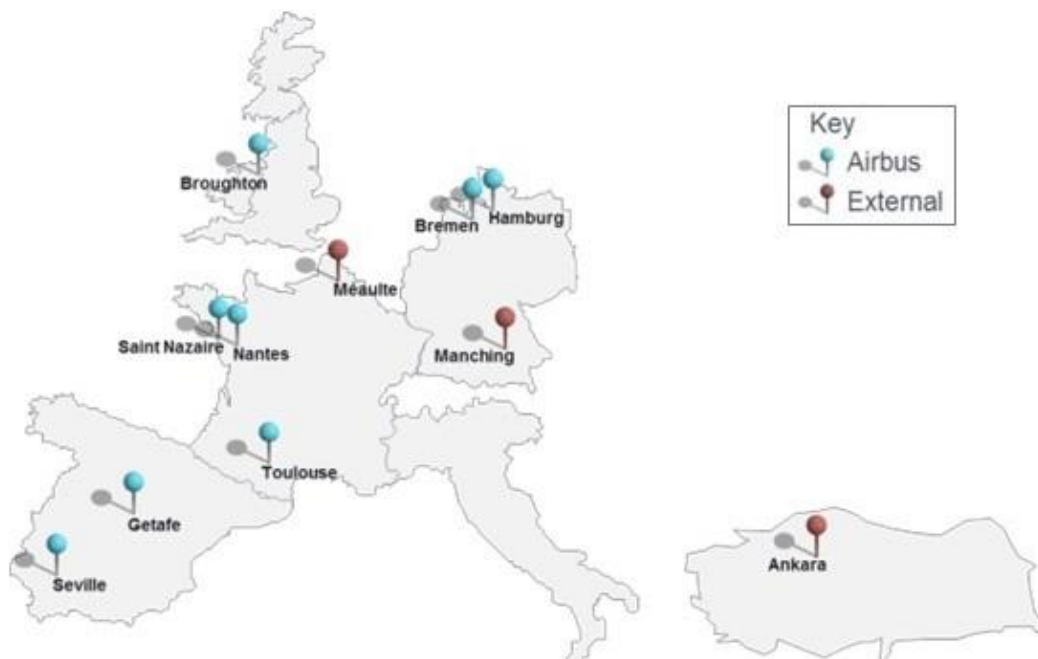 Key
Airbus
External
Broughton
Bremen
Hamburg
Méaulte
Saint Nazaire
Nantes
Manching
Toulouse
Getafe
Seville
Ankara